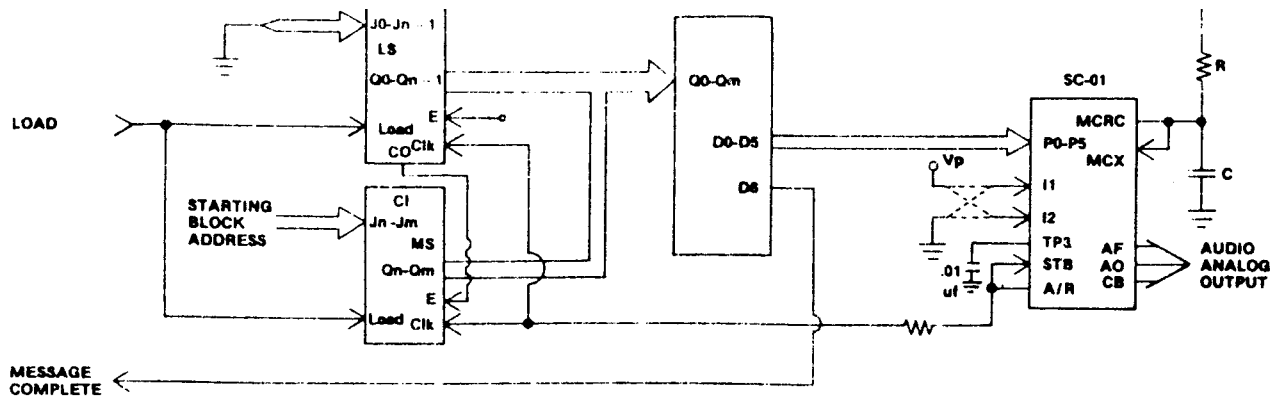 J0-Jn - 1
LS
Q0-Qn - 1
E
Load
Clk
CO
LOAD
STARTING
BLOCK
ADDRESS
CI
Jn-Jm
MS
Qn-Qm
E
Load
Clk
MESSAGE
COMPLETE
Q0-Qm
D0-D5
D6
Vp
.01
uf
SC-01
MCRC
P0-P5
MCX
I1
I2
TP3
STB
A/R
AF
AO
CB
R
C
AUDIO
ANALOG
OUTPUT